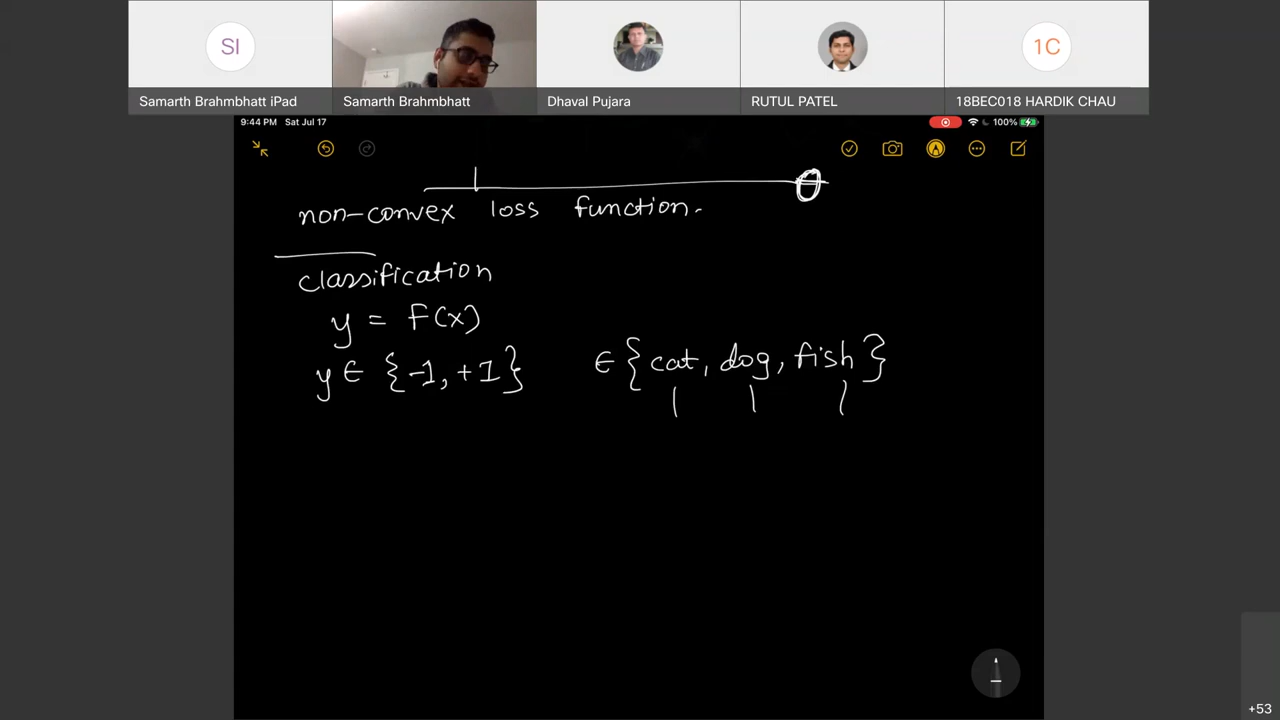 SI
1C
Samarth Brahmbhatt iPad
Samarth Brahmbhatt
Dhaval Pujara
RUTUL PATEL
18BEC018 HARDIK CHAU
9:44 PM Sat Jul 17
100%
non-convex loss function.
classification
y = F(x)
y ∈ {-1, +1} ∈ {cat, dog, fish}
+53